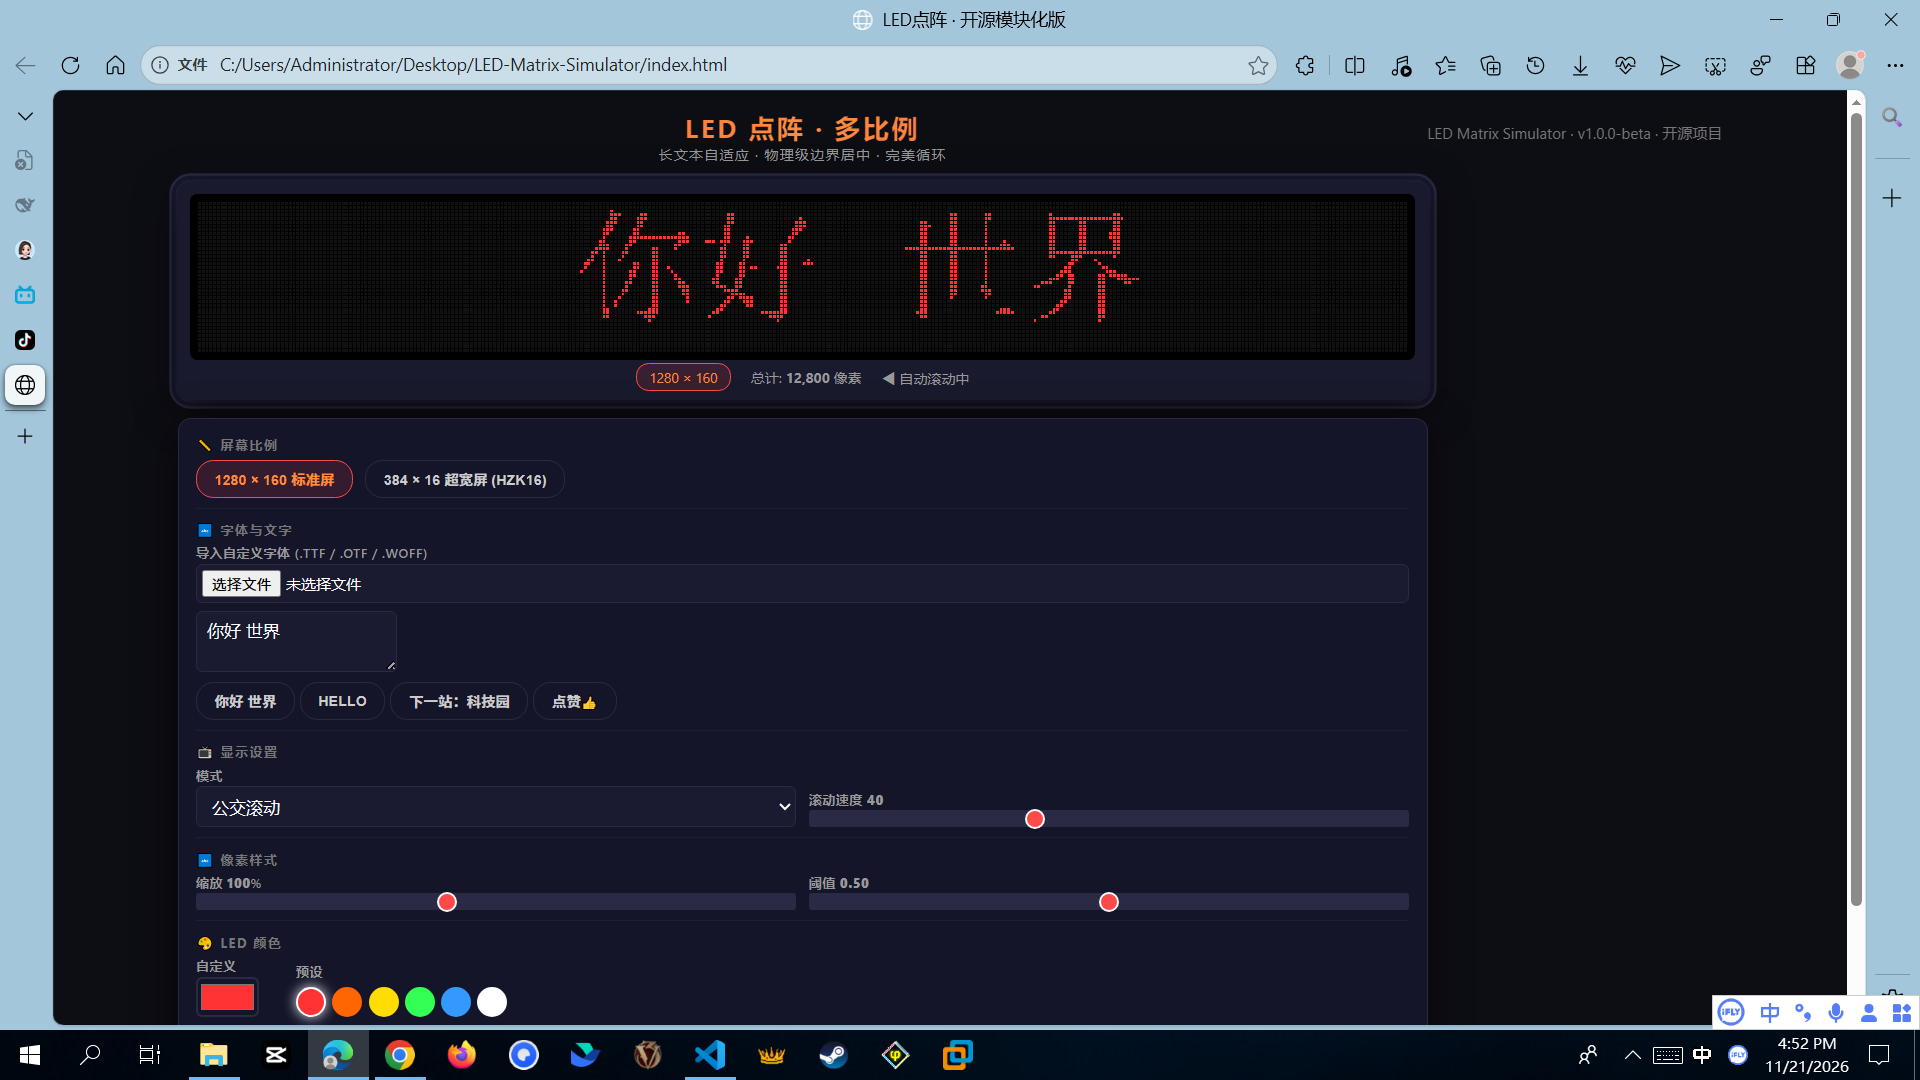 LED点阵 · 开源模块化版
文件 C:/Users/Administrator/Desktop/LED-Matrix-Simulator/index.html
LED 点阵 · 多比例
长文本自适应 · 物理级边界居中 · 完美循环
LED Matrix Simulator · v1.0.0-beta · 开源项目
你好 世界
1280 × 160 总计: 12,800 像素 ◀ 自动滚动中
屏幕比例
1280 × 160 标准屏 384 × 16 超宽屏 (HZK16)
字体与文字
导入自定义字体 (.TTF / .OTF / .WOFF)
选择文件 未选择文件
你好 世界
你好 世界 HELLO 下一站：科技园 点赞👍
显示设置
模式
公交滚动
滚动速度 40
像素样式
缩放 100%
阈值 0.50
LED 颜色
自定义
预设
iFLY 中
中 iFLY
4:52 PM
11/21/2026